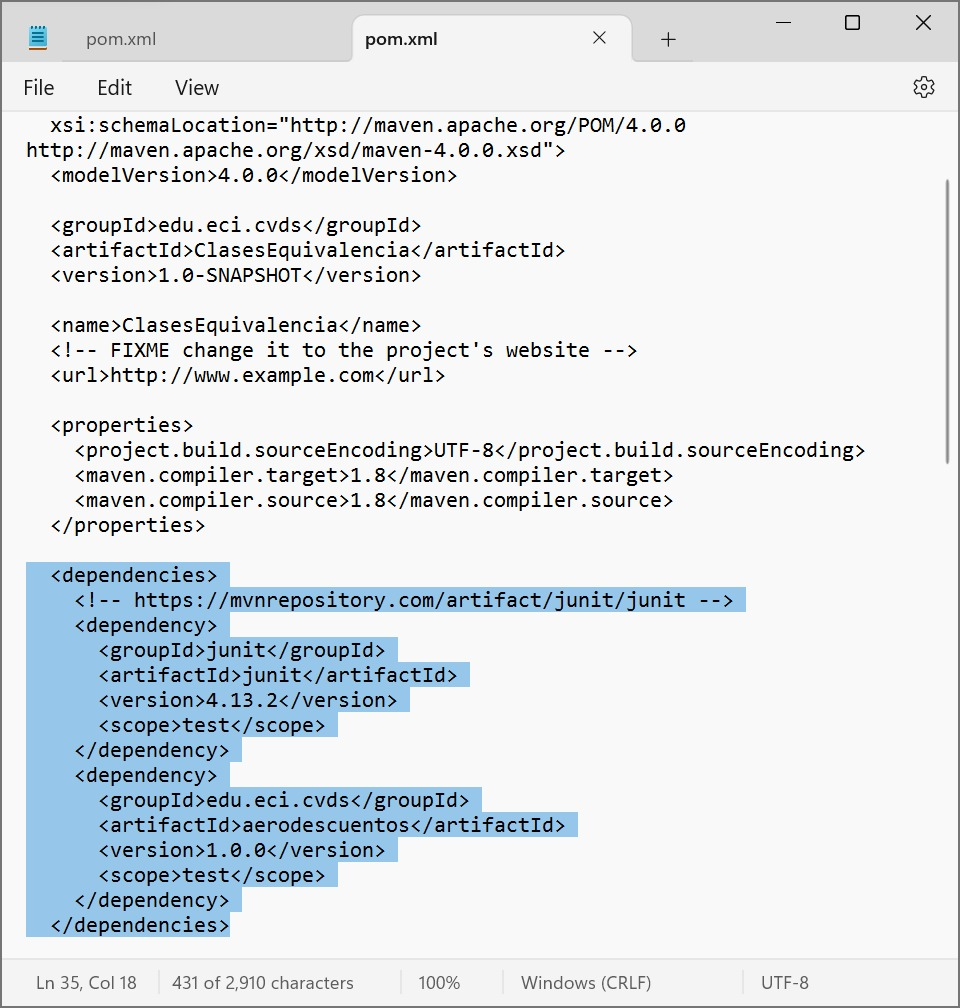 pom.xml
pom.xml
File Edit View
xsi:schemaLocation="http://maven.apache.org/POM/4.0.0
http://maven.apache.org/xsd/maven-4.0.0.xsd">
<modelVersion>4.0.0</modelVersion>
<groupId>edu.eci.cvds</groupId>
<artifactId>ClasesEquivalencia</artifactId>
<version>1.0-SNAPSHOT</version>
<name>ClasesEquivalencia</name>
<!-- FIXME change it to the project's website -->
<url>http://www.example.com</url>
<properties>
<project.build.sourceEncoding>UTF-8</project.build.sourceEncoding>
<maven.compiler.target>1.8</maven.compiler.target>
<maven.compiler.source>1.8</maven.compiler.source>
</properties>
<dependencies>
<!-- https://mvnrepository.com/artifact/junit/junit -->
<dependency>
<groupId>junit</groupId>
<artifactId>junit</artifactId>
<version>4.13.2</version>
<scope>test</scope>
</dependency>
<dependency>
<groupId>edu.eci.cvds</groupId>
<artifactId>aerodescuentos</artifactId>
<version>1.0.0</version>
<scope>test</scope>
</dependency>
</dependencies>
Ln 35, Col 18 431 of 2,910 characters 100% Windows (CRLF) UTF-8